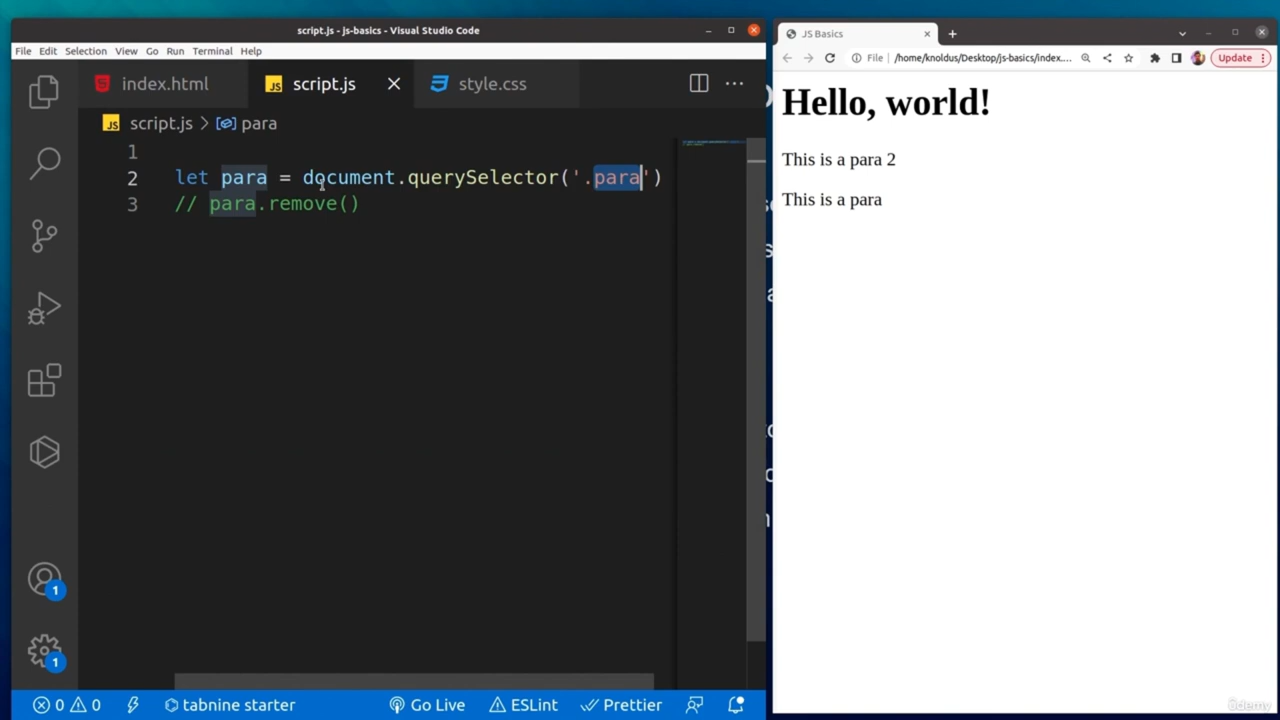 script.js - js-basics - Visual Studio Code
File Edit Selection View Go Run Terminal Help
index.html
JS script.js
style.css
JS script.js > para
1
2 let para = document.querySelector('.para')
3 // para.remove()
1
1
0 0
tabnine starter
Go Live
ESLint
Prettier
JS Basics
File /home/knoldus/Desktop/js-basics/index....
Update
Hello, world!
This is a para 2
This is a para
ûdemy